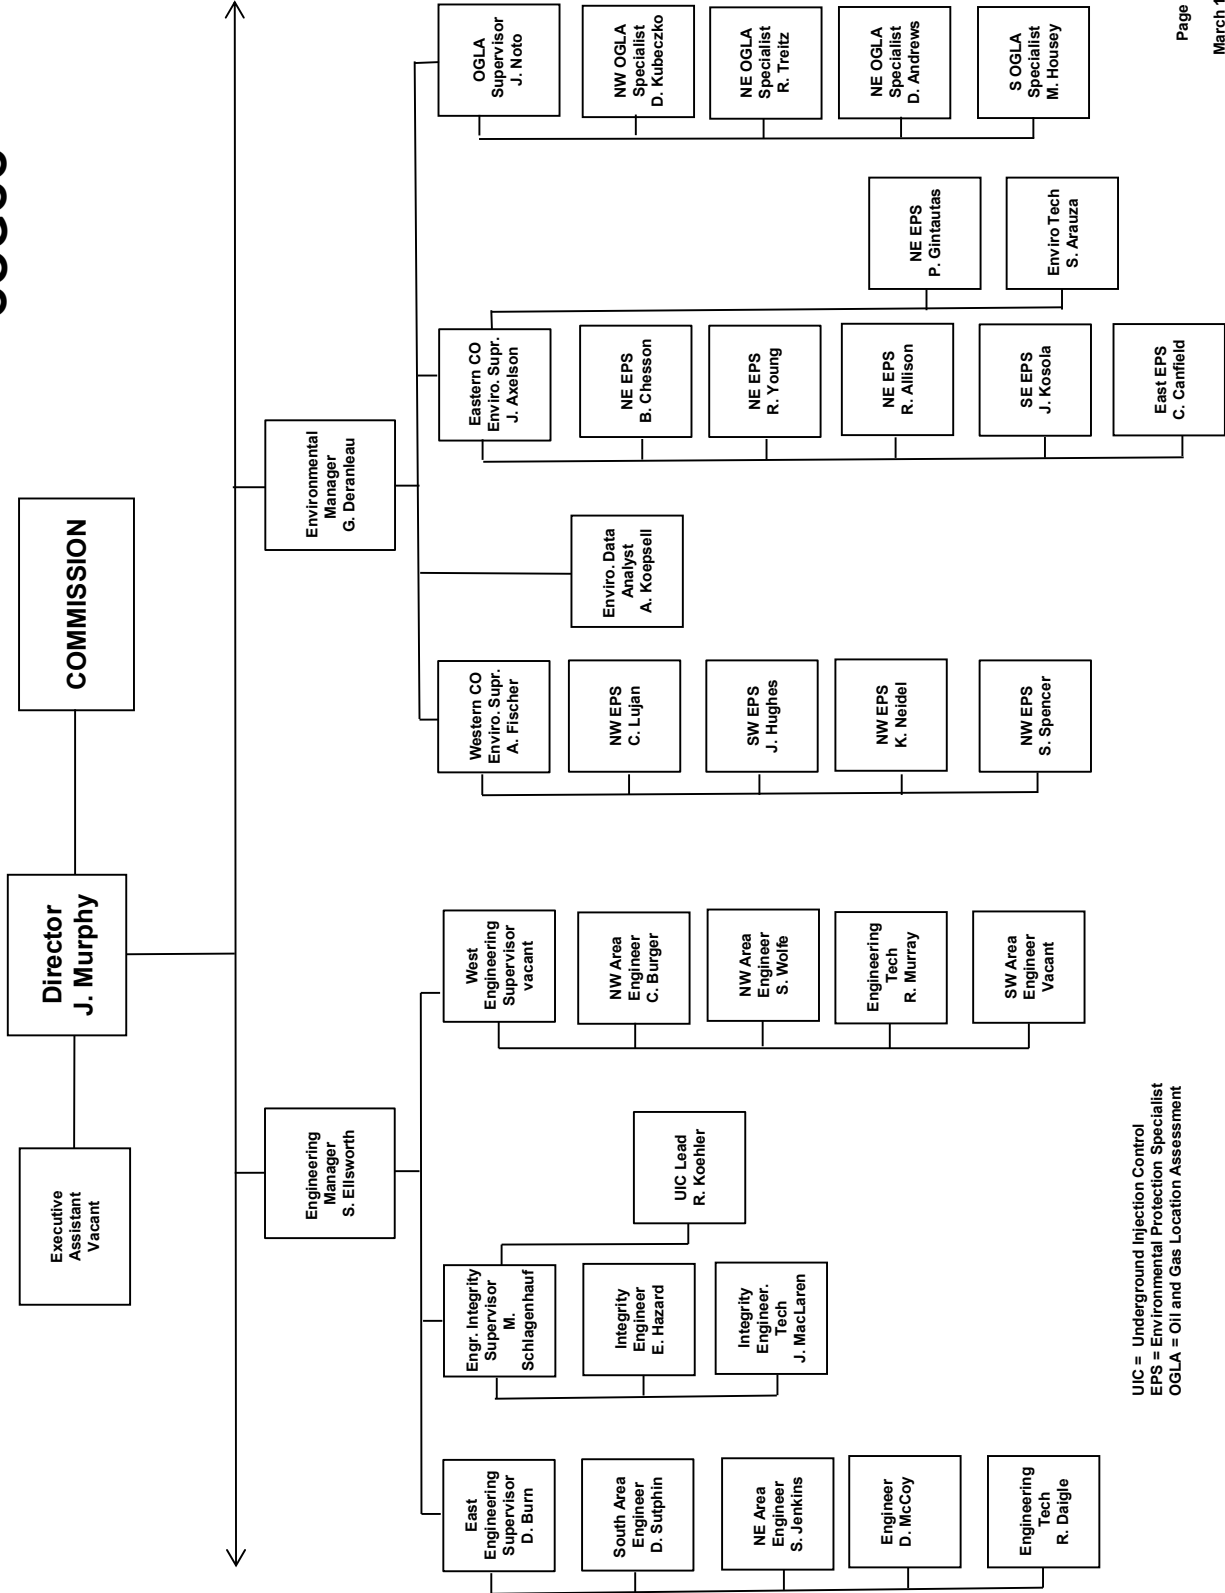 COGCC
COMMISSION
Director
J. Murphy
Executive
Assistant
Vacant
Engineering
Manager
S. Ellsworth
Environmental
Manager
G. Deranleau
East
Engineering
Supervisor
D. Burn
South Area
Engineer
D. Sutphin
NE Area
Engineer
S. Jenkins
Engineer
D. McCoy
Engineering
Tech
R. Daigle
Engr. Integrity
Supervisor
M.
Schlagenhauf
Integrity
Engineer
E. Hazard
Integrity
Engineer.
Tech
J. MacLaren
UIC Lead
R. Koehler
West
Engineering
Supervisor
vacant
NW Area
Engineer
C. Burger
NW Area
Engineer
S. Wolfe
Engineering
Tech
R. Murray
SW Area
Engineer
Vacant
Western CO
Enviro. Supr.
A. Fischer
NW EPS
C. Lujan
SW EPS
J. Hughes
NW EPS
K. Neidel
NW EPS
S. Spencer
Enviro. Data
Analyst
A. Koepsell
Eastern CO
Enviro. Supr.
J. Axelson
NE EPS
B. Chesson
NE EPS
R. Young
NE EPS
R. Allison
SE EPS
J. Kosola
East EPS
C. Canfield
NE EPS
P. Gintautas
Enviro Tech
S. Arauza
OGLA
Supervisor
J. Noto
NW OGLA
Specialist
D. Kubeczko
NE OGLA
Specialist
R. Treitz
NE OGLA
Specialist
D. Andrews
S OGLA
Specialist
M. Housey
UIC = Underground Injection Control
EPS = Environmental Protection Specialist
OGLA = Oil and Gas Location Assessment
Page
March 1